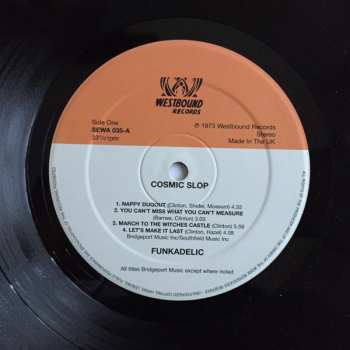 WESTBOUND
RECORDS
Side One
SEWA 035-A
33⅓ rpm
℗ 1973 Westbound Records
Stereo
Made In The UK
COSMIC SLOP
1. NAPPY DUGOUT (Clinton, Shider, Mosson) 4.33
2. YOU CAN'T MISS WHAT YOU CAN'T MEASURE
(Barnes, Clinton) 3.03
3. MARCH TO THE WITCHES CASTLE (Clinton) 5.59
4. LET'S MAKE IT LAST (Clinton, Hazel) 4.08
Bridgeport Music Inc/Southfield Music Inc
FUNKADELIC
All titles Bridgeport Music except where noted